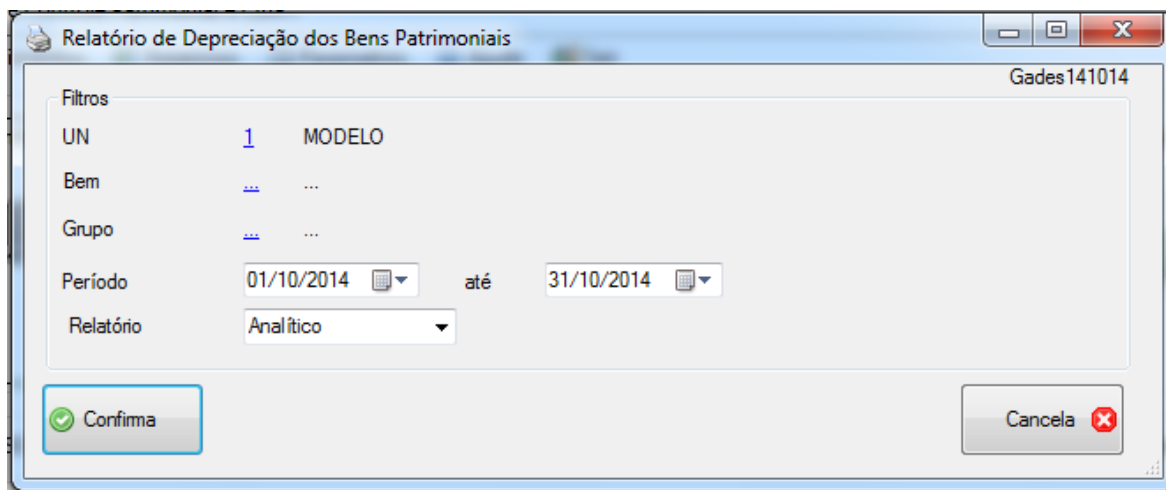 Relatório de Depreciação dos Bens Patrimoniais
Gades141014
Filtros
UN 1 MODELO
Bem ... ...
Grupo ... ...
Período 01/10/2014 até 31/10/2014
Relatório Analítico
Confirma Cancela